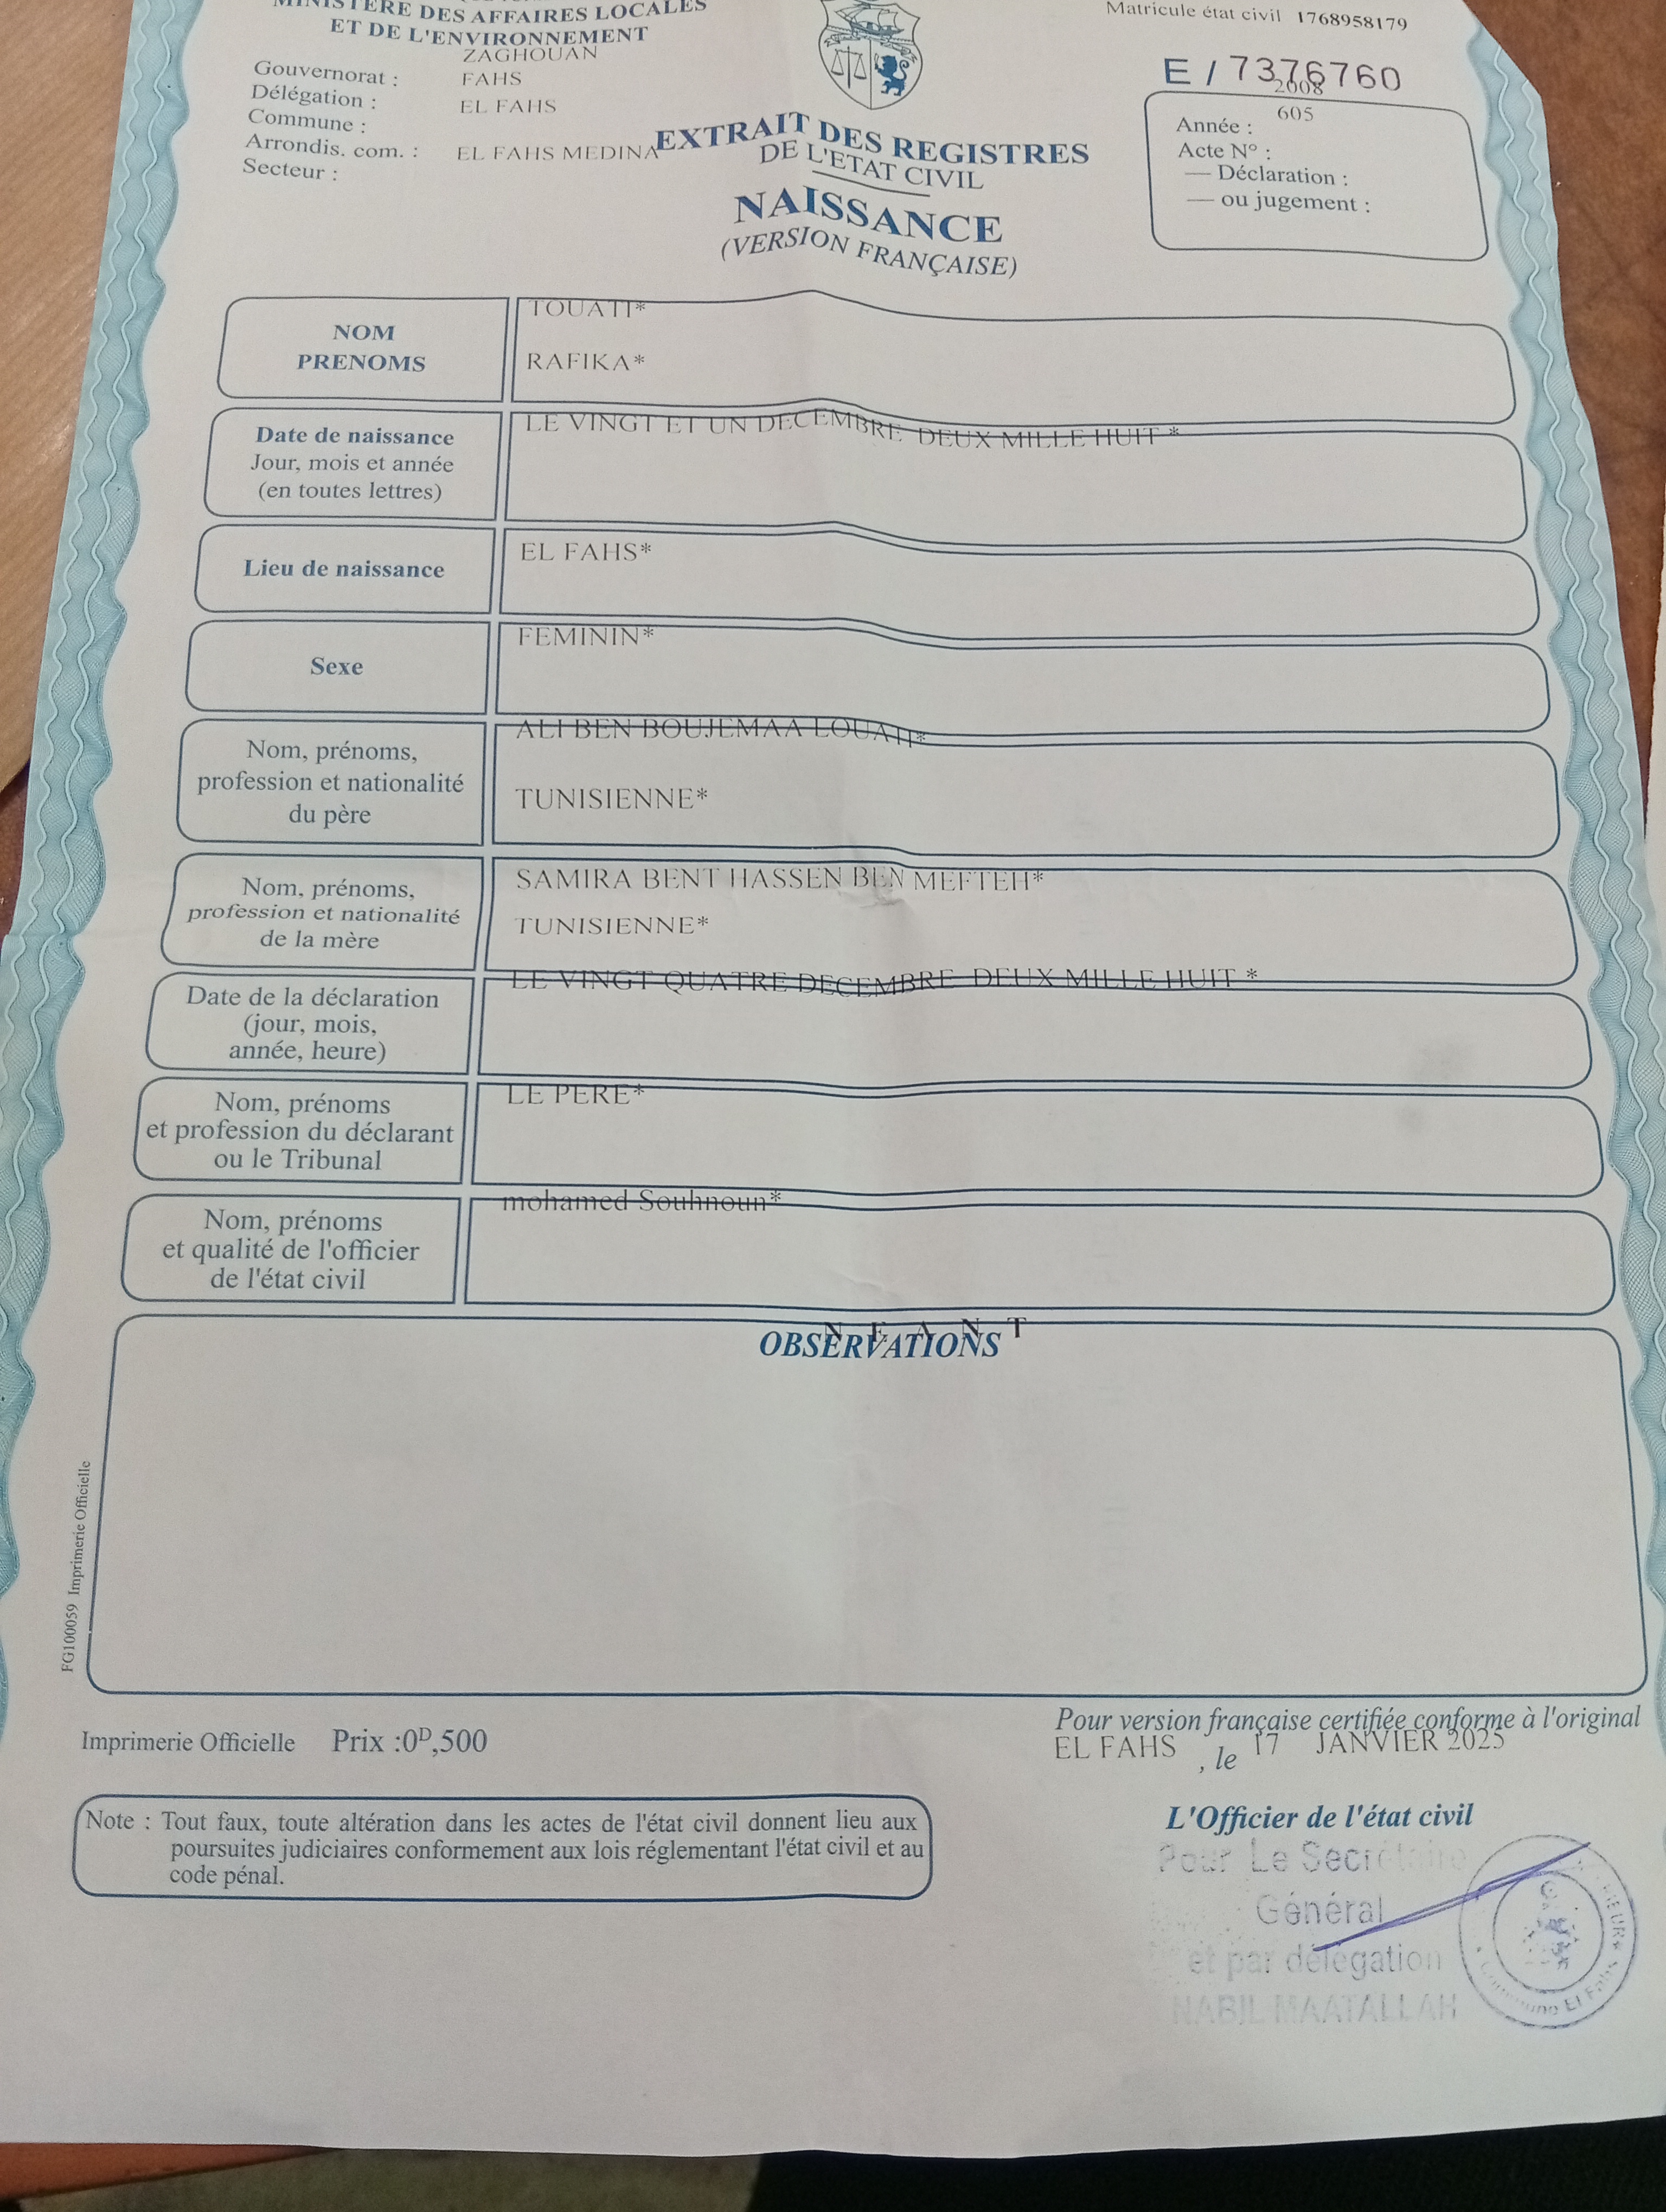 MINISTÈRE DES AFFAIRES LOCALES
ET DE L'ENVIRONNEMENT
ZAGHOUAN
Gouvernorat : FAHS
Délégation : EL FAHS
Commune :
Arrondis. com. : EL FAHS MEDINA
Secteur :
Matricule état civil 1768958179
E / 7376760
2008
605
Année :
Acte N° :
— Déclaration :
— ou jugement :
EXTRAIT DES REGISTRES
DE L'ETAT CIVIL
NAISSANCE
(VERSION FRANÇAISE)
NOM
PRENOMS
TOUATI*
RAFIKA*
Date de naissance
Jour, mois et année
(en toutes lettres)
LE VINGT ET UN DECEMBRE DEUX MILLE HUIT *
Lieu de naissance
EL FAHS*
Sexe
FEMININ*
Nom, prénoms,
profession et nationalité
du père
ALI BEN BOUJEMAA
TUNISIENNE*
Nom, prénoms,
profession et nationalité
de la mère
SAMIRA BENT HASSEN BEN MEFTEH*
TUNISIENNE*
Date de la déclaration
(jour, mois,
année, heure)
LE VINGT QUATRE DECEMBRE DEUX MILLE HUIT *
Nom, prénoms
et profession du déclarant
ou le Tribunal
LE PERE*
Nom, prénoms
et qualité de l'officier
de l'état civil
mohamed Souhnoun*
N E A N T
OBSERVATIONS
FG100059 Imprimerie Officielle
Imprimerie Officielle Prix :0D,500
Pour version française certifiée conforme à l'original
EL FAHS , le 17 JANVIER 2025
Note : Tout faux, toute altération dans les actes de l'état civil donnent lieu aux
poursuites judiciaires conformement aux lois réglementant l'état civil et au
code pénal.
L'Officier de l'état civil
Pour Le Secrétaire
Général
et par délégation
NABIL MAATALLAH
Commune El Fahs